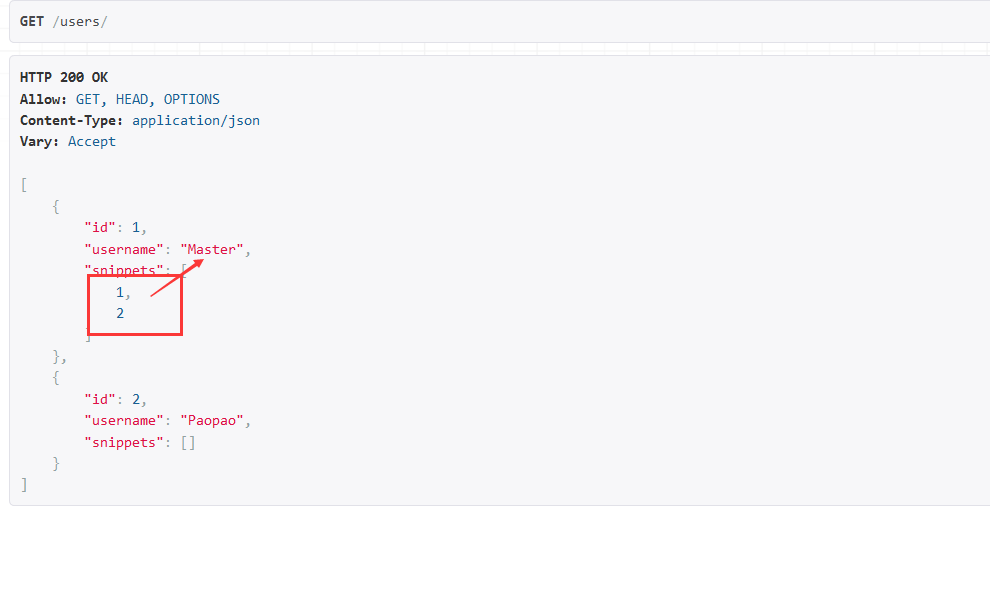 GET /users/
HTTP 200 OK
Allow: GET, HEAD, OPTIONS
Content-Type: application/json
Vary: Accept
[
{
"id": 1,
"username": "Master",
"snippets": [
1,
2
]
},
{
"id": 2,
"username": "Paopao",
"snippets": []
}
]